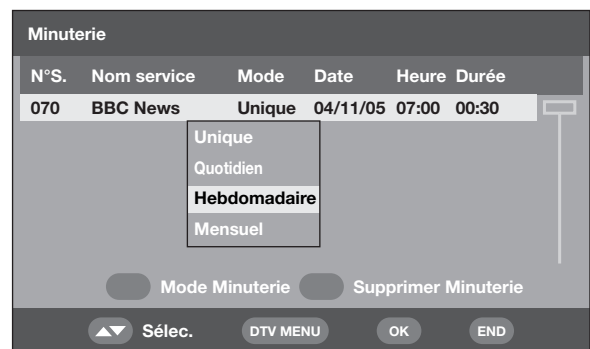 Minuterie
N°S. Nom service Mode Date Heure Durée
070 BBC News Unique 04/11/05 07:00 00:30
Unique
Quotidien
Hebdomadaire
Mensuel
Mode Minuterie Supprimer Minuterie
Sélec. DTV MENU OK END